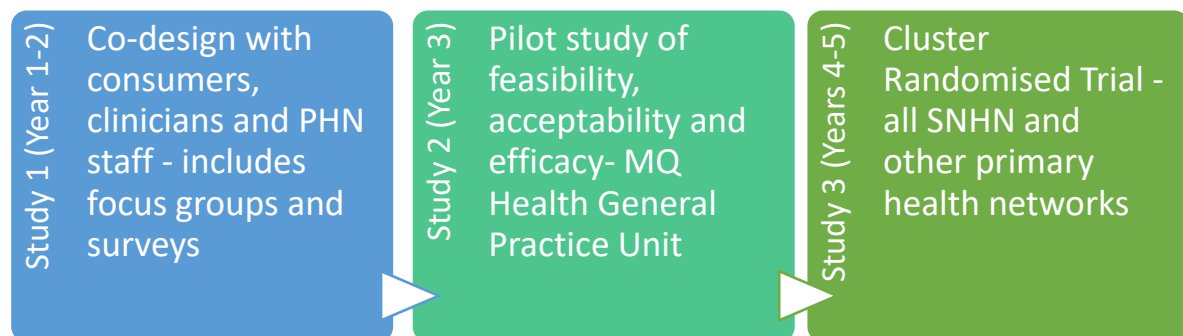 Study 1 (Year 1-2)
Co-design with
consumers,
clinicians and PHN
staff - includes
focus groups and
surveys
Study 2 (Year 3)
Pilot study of
feasibility,
acceptability and
efficacy- MQ
Health General
Practice Unit
Study 3 (Years 4-5)
Cluster
Randomised Trial -
all SNHN and
other primary
health networks